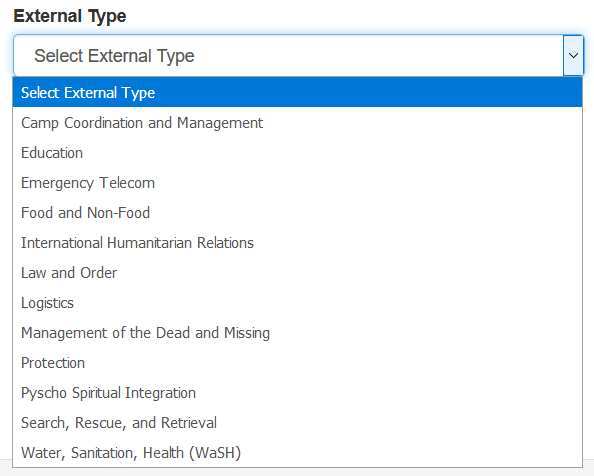 External Type
Select External Type
Select External Type
Camp Coordination and Management
Education
Emergency Telecom
Food and Non-Food
International Humanitarian Relations
Law and Order
Logistics
Management of the Dead and Missing
Protection
Pyscho Spiritual Integration
Search, Rescue, and Retrieval
Water, Sanitation, Health (WaSH)